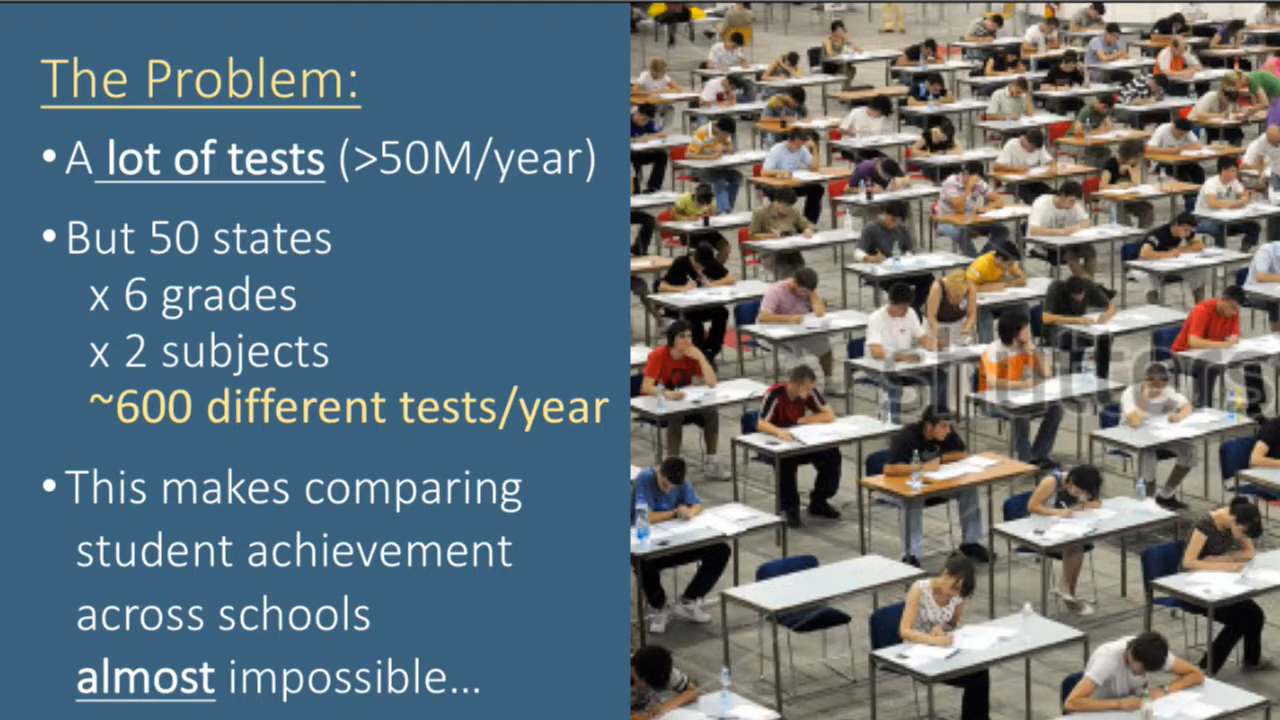 The Problem:
• A lot of tests (>50M/year)
• But 50 states
x 6 grades
x 2 subjects
~600 different tests/year
• This makes comparing
student achievement
across schools
almost impossible...